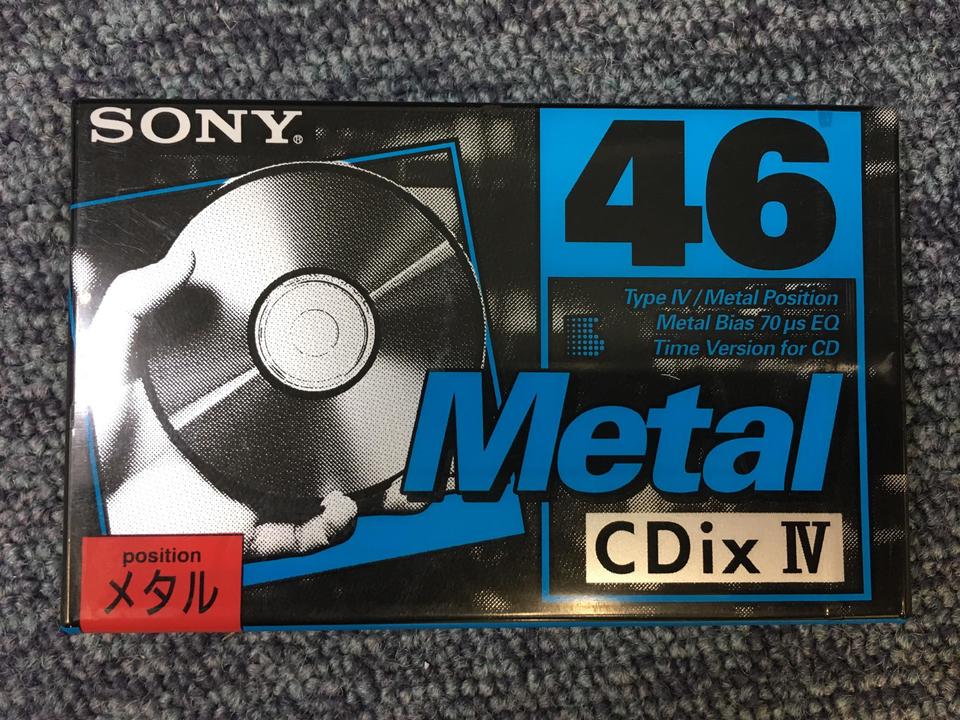 SONY®
46
Type IV / Metal Position
Metal Bias 70 µs EQ
Time Version for CD
Metal
CDix IV
position
メタル